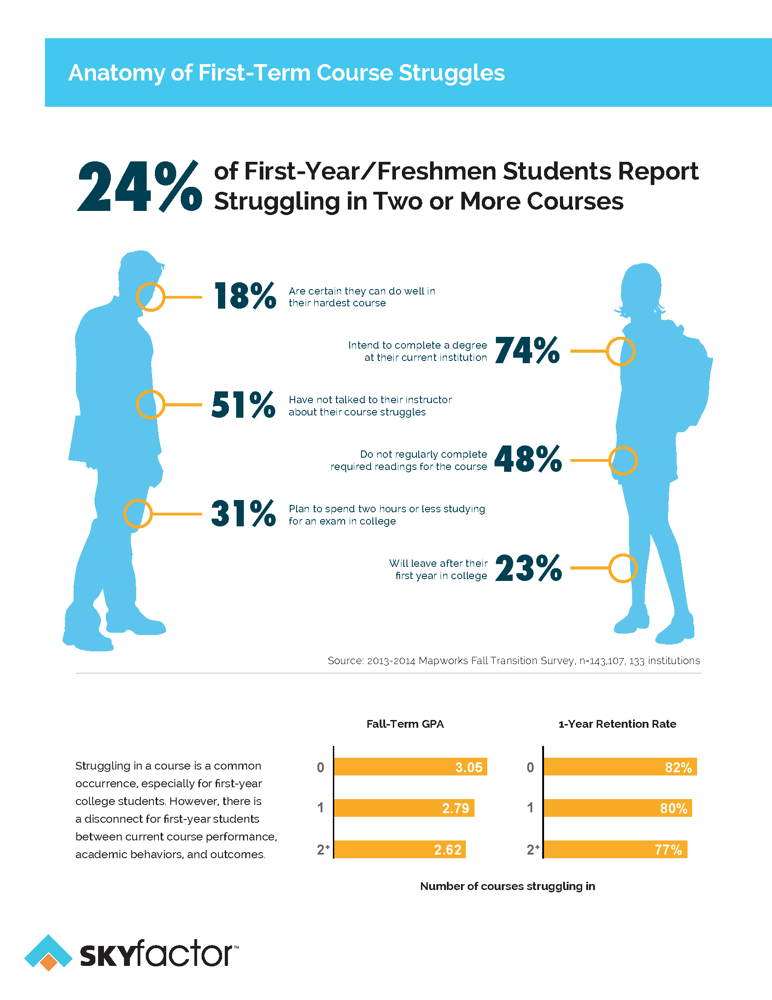 Anatomy of First-Term Course Struggles
24%
of First-Year/Freshmen Students Report
Struggling in Two or More Courses
18%
Are certain they can do well in
their hardest course
Intend to complete a degree
at their current institution
74%
51%
Have not talked to their instructor
about their course struggles
Do not regularly complete
required readings for the course
48%
31%
Plan to spend two hours or less studying
for an exam in college
Will leave after their
first year in college
23%
Source: 2013-2014 Mapworks Fall Transition Survey, n=143,107, 133 institutions
Struggling in a course is a common
occurrence, especially for first-year
college students. However, there is
a disconnect for first-year students
between current course performance,
academic behaviors, and outcomes.
Fall-Term GPA
0 3.05
1 2.79
2+ 2.62
1-Year Retention Rate
0 82%
1 80%
2+ 77%
Number of courses struggling in
SKYfactor™